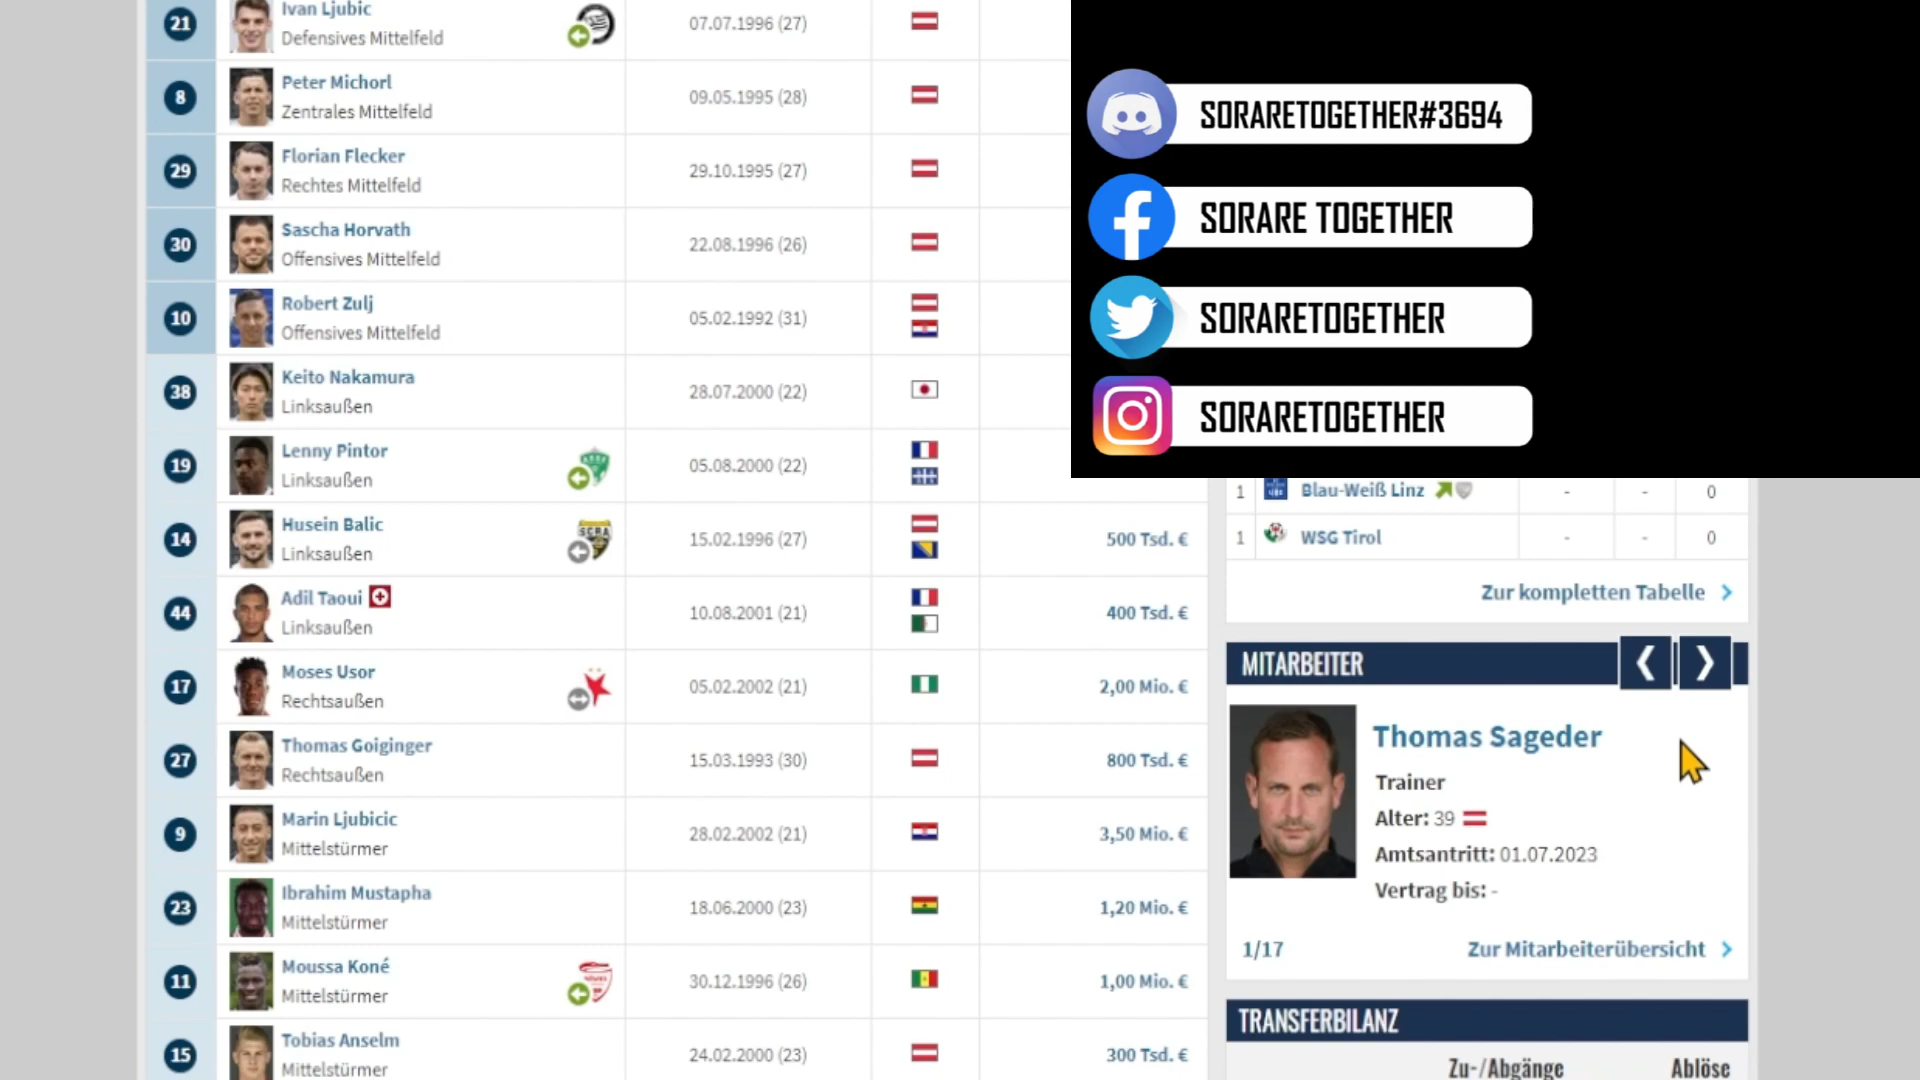 21
Ivan Ljubic
Defensives Mittelfeld
07.07.1996 (27)
8
Peter Michorl
Zentrales Mittelfeld
09.05.1995 (28)
29
Florian Flecker
Rechtes Mittelfeld
29.10.1995 (27)
30
Sascha Horvath
Offensives Mittelfeld
22.08.1996 (26)
10
Robert Zulj
Offensives Mittelfeld
05.02.1992 (31)
38
Keito Nakamura
Linksaußen
28.07.2000 (22)
19
Lenny Pintor
Linksaußen
05.08.2000 (22)
14
Husein Balic
Linksaußen
SCRA
15.02.1996 (27)
500 Tsd. €
44
Adil Taoui
Linksaußen
10.08.2001 (21)
400 Tsd. €
17
Moses Usor
Rechtsaußen
05.02.2002 (21)
2,00 Mio. €
27
Thomas Goiginger
Rechtsaußen
15.03.1993 (30)
800 Tsd. €
9
Marin Ljubicic
Mittelstürmer
28.02.2002 (21)
3,50 Mio. €
23
Ibrahim Mustapha
Mittelstürmer
18.06.2000 (23)
1,20 Mio. €
11
Moussa Koné
Mittelstürmer
30.12.1996 (26)
1,00 Mio. €
15
Tobias Anselm
Mittelstürmer
24.02.2000 (23)
300 Tsd. €
SORARETOGETHER#3694
SORARE TOGETHER
SORARETOGETHER
SORARETOGETHER
1 Blau-Weiß Linz - - 0
1 WSG Tirol - - 0
Zur kompletten Tabelle
MITARBEITER
Thomas Sageder
Trainer
Alter: 39
Amtsantritt: 01.07.2023
Vertrag bis: -
1/17
Zur Mitarbeiterübersicht
TRANSFERBILANZ
Zu-/Abgänge Ablöse